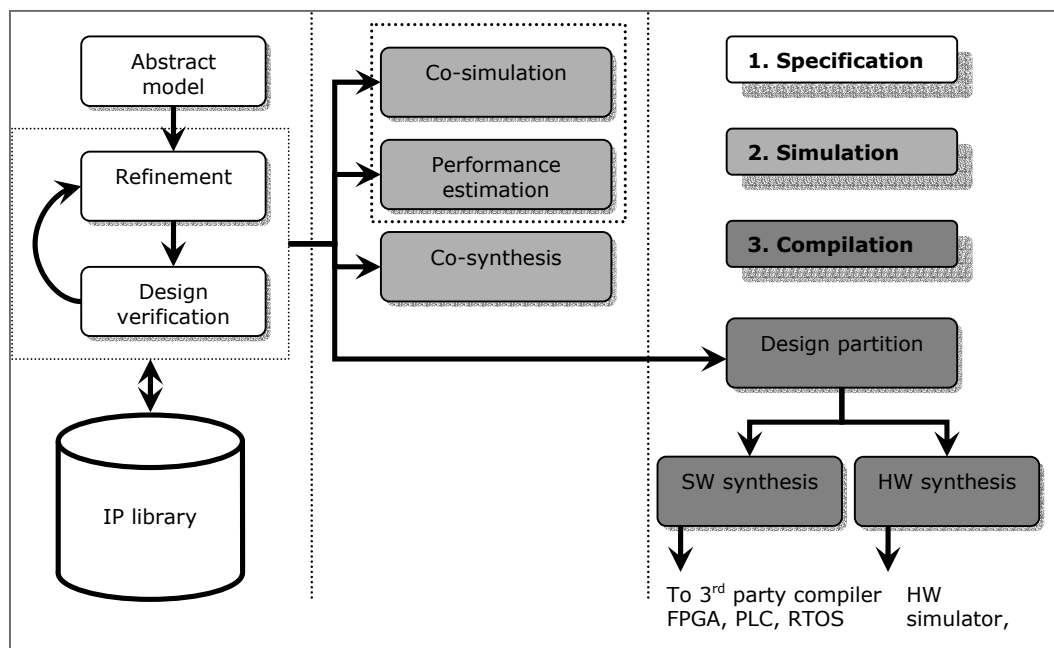 Abstract
model
Refinement
Design
verification
IP library
Co-simulation
Performance
estimation
Co-synthesis
1. Specification
2. Simulation
3. Compilation
Design partition
SW synthesis
HW synthesis
To 3rd party compiler
FPGA, PLC, RTOS
HW
simulator,